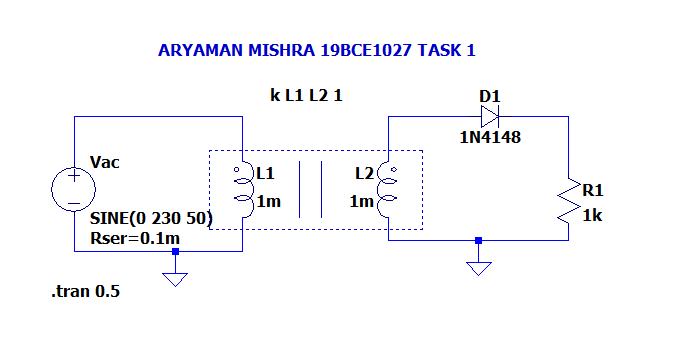 ARYAMAN MISHRA 19BCE1027 TASK 1
k L1 L2 1
D1
1N4148
Vac
L1
L2
1m
1m
R1
1k
SINE(0 230 50)
Rser=0.1m
.tran 0.5